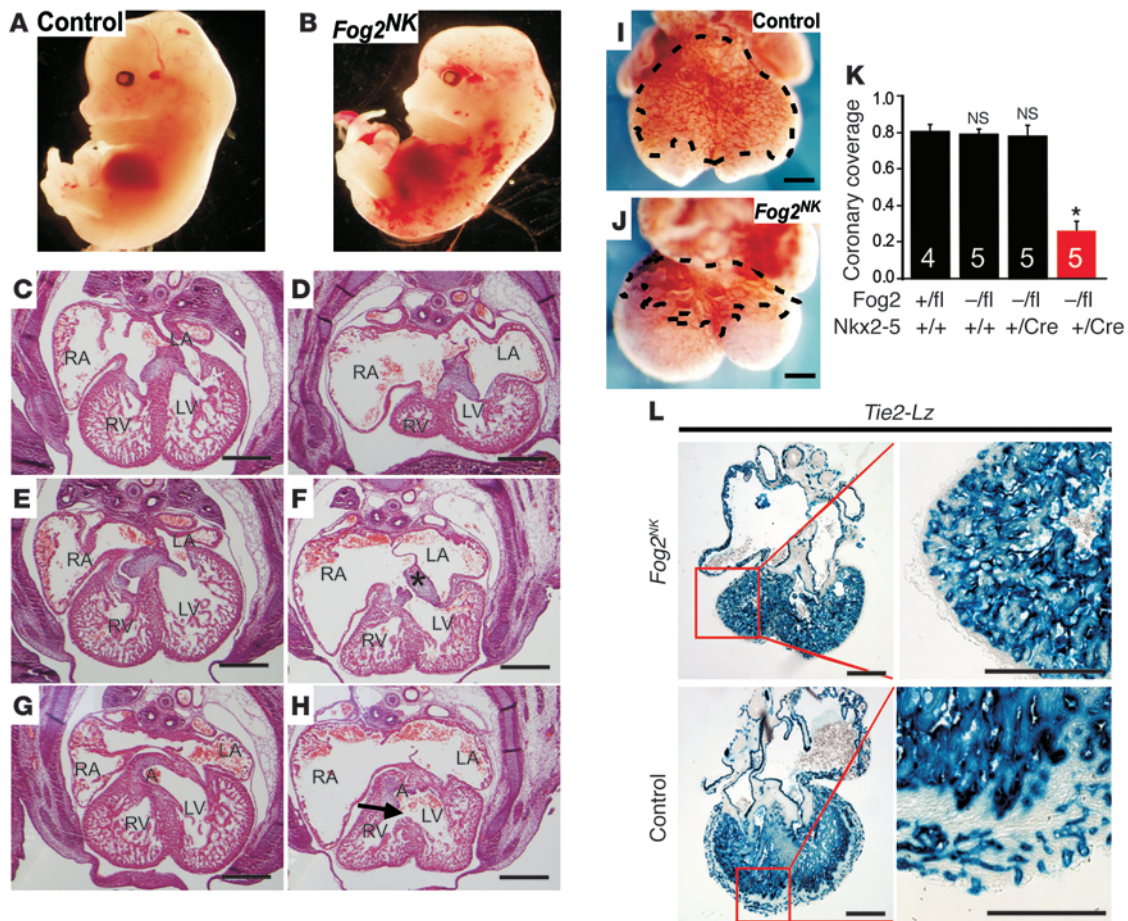 A Control
B Fog2NK
C
RA
LA
RV
LV
D
RA
LA
RV
LV
E
RA
LA
RV
LV
F
RA
LA
*
RV
LV
G
RA
LA
A
RV
LV
H
RA
LA
A
RV
LV
I
Control
J
Fog2NK
K
Coronary coverage
1.0
0.8
0.6
0.4
0.2
0.0
NS
NS
*
4
5
5
5
Fog2 +/fl −/fl −/fl −/fl
Nkx2-5 +/+ +/+ +/Cre +/Cre
L
Tie2-Lz
Fog2NK
Control